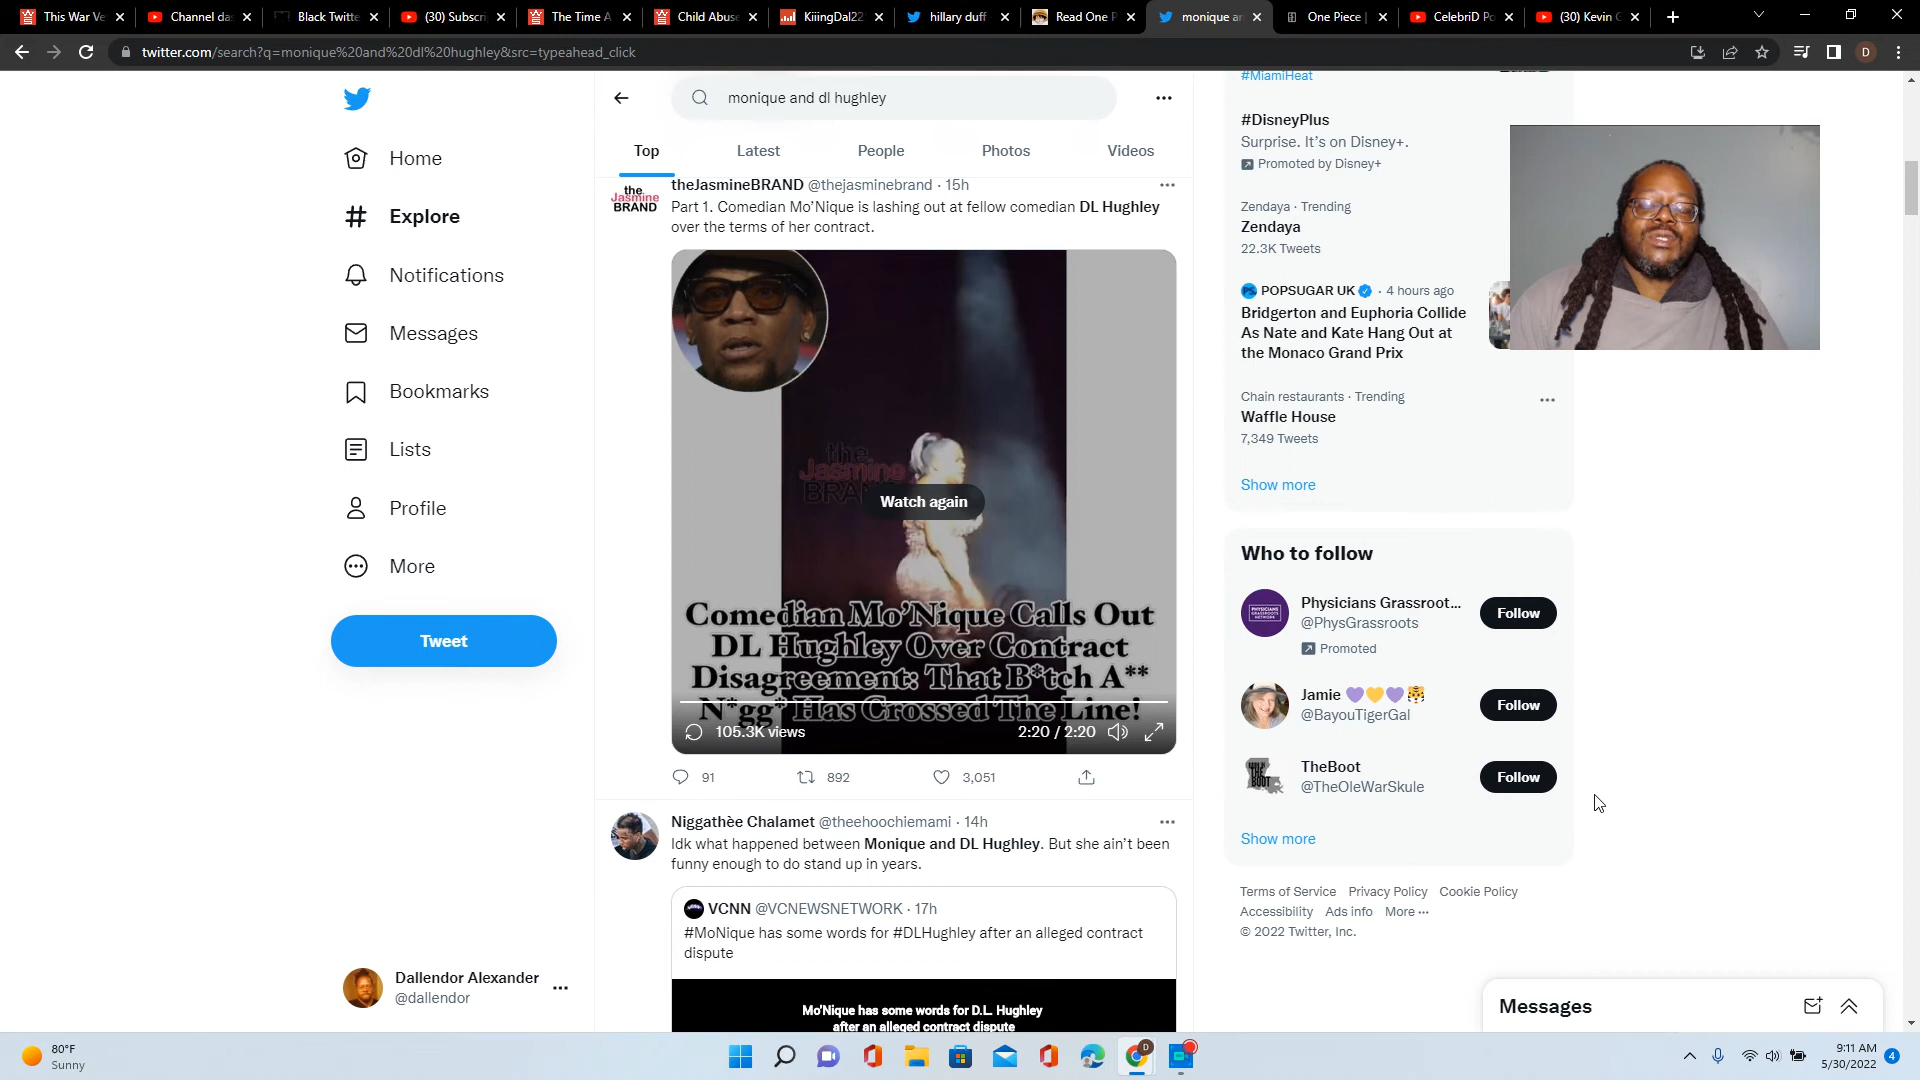 This War Ve
Channel da
Black Twitte
(30) Subscri
The Time A
Child Abuse
KiiingDal22
hillary duff
Read One P
monique a
One Piece |
CelebriD Po
(30) Kevin G
twitter.com/search?q=monique%20and%20dl%20hughley&src=typeahead_click
D
Home
Explore
Notifications
Messages
Bookmarks
Lists
Profile
More
Tweet
Dallendor Alexander
@dallendor
monique and dl hughley
Top
Latest
People
Photos
Videos
the Jasmine BRAND
theJasmineBRAND @thejasminebrand · 15h
Part 1. Comedian Mo’Nique is lashing out at fellow comedian DL Hughley
over the terms of her contract.
the
Jasmine
BRAND
Watch again
Comedian Mo’Nique Calls Out
DL Hughley Over Contract
Disagreement: That B*tch A**
N*gg* Has Crossed The Line!
105.3K views
2:20 / 2:20
91
892
3,051
Niggathèe Chalamet @theehoochiemami · 14h
Idk what happened between Monique and DL Hughley. But she ain’t been
funny enough to do stand up in years.
VCNN @VCNEWSNETWORK · 17h
#MoNique has some words for #DLHughley after an alleged contract
dispute
Mo’Nique has some words for D.L. Hughley
after an alleged contract dispute
#MiamiHeat
#DisneyPlus
Surprise. It’s on Disney+.
Promoted by Disney+
Zendaya · Trending
Zendaya
22.3K Tweets
POPSUGAR UK · 4 hours ago
Bridgerton and Euphoria Collide
As Nate and Kate Hang Out at
the Monaco Grand Prix
Chain restaurants · Trending
Waffle House
7,349 Tweets
Show more
Who to follow
Physicians Grassroot...
@PhysGrassroots
Promoted
Follow
Jamie
@BayouTigerGal
Follow
TheBoot
@TheOleWarSkule
Follow
Show more
Terms of Service Privacy Policy Cookie Policy
Accessibility Ads info More ···
© 2022 Twitter, Inc.
Messages
80°F
Sunny
D
9:11 AM
5/30/2022
4